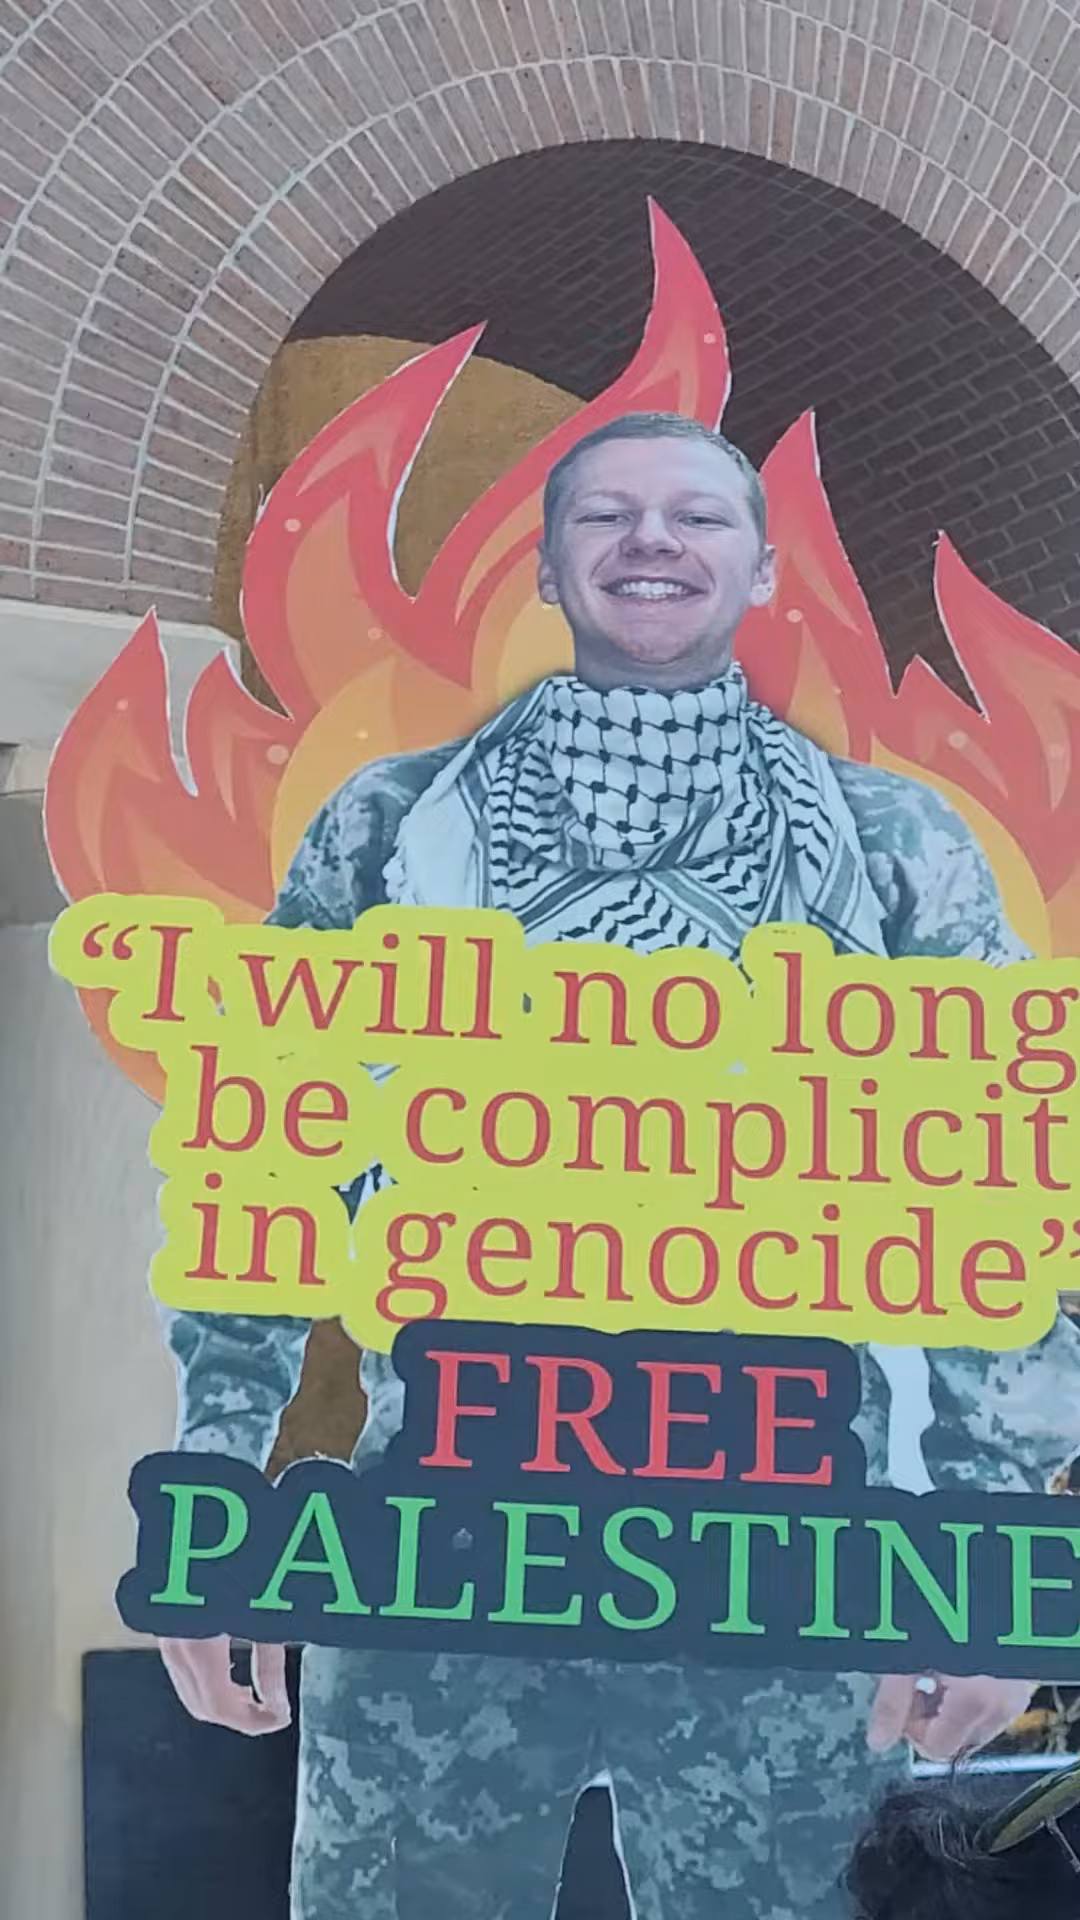 “I will no long
be complicit
in genocide”
FREE
PALESTINE